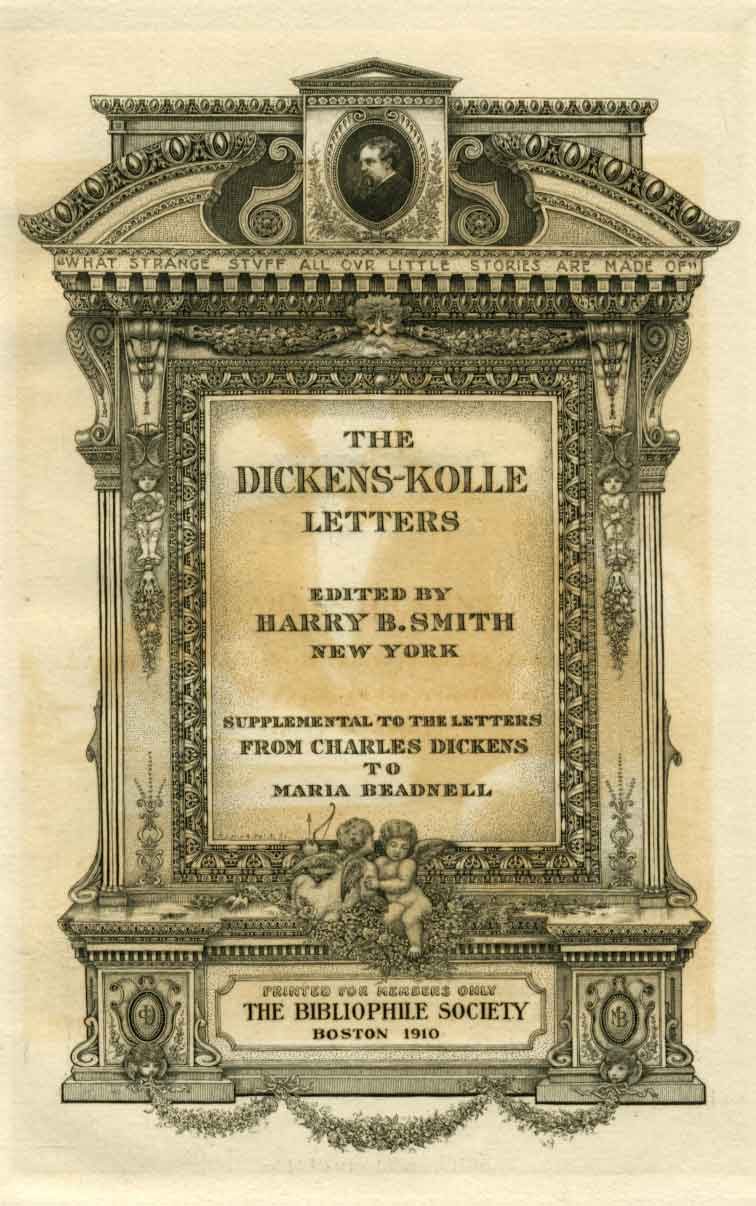 "WHAT STRANGE STVFF ALL OVR LITTLE STORIES ARE MADE OF"
THE
DICKENS-KOLLE
LETTERS
EDITED BY
HARRY B. SMITH
NEW YORK
SUPPLEMENTAL TO THE LETTERS
FROM CHARLES DICKENS
TO
MARIA BEADNELL
PRINTED FOR MEMBERS ONLY
THE BIBLIOPHILE SOCIETY
BOSTON 1910